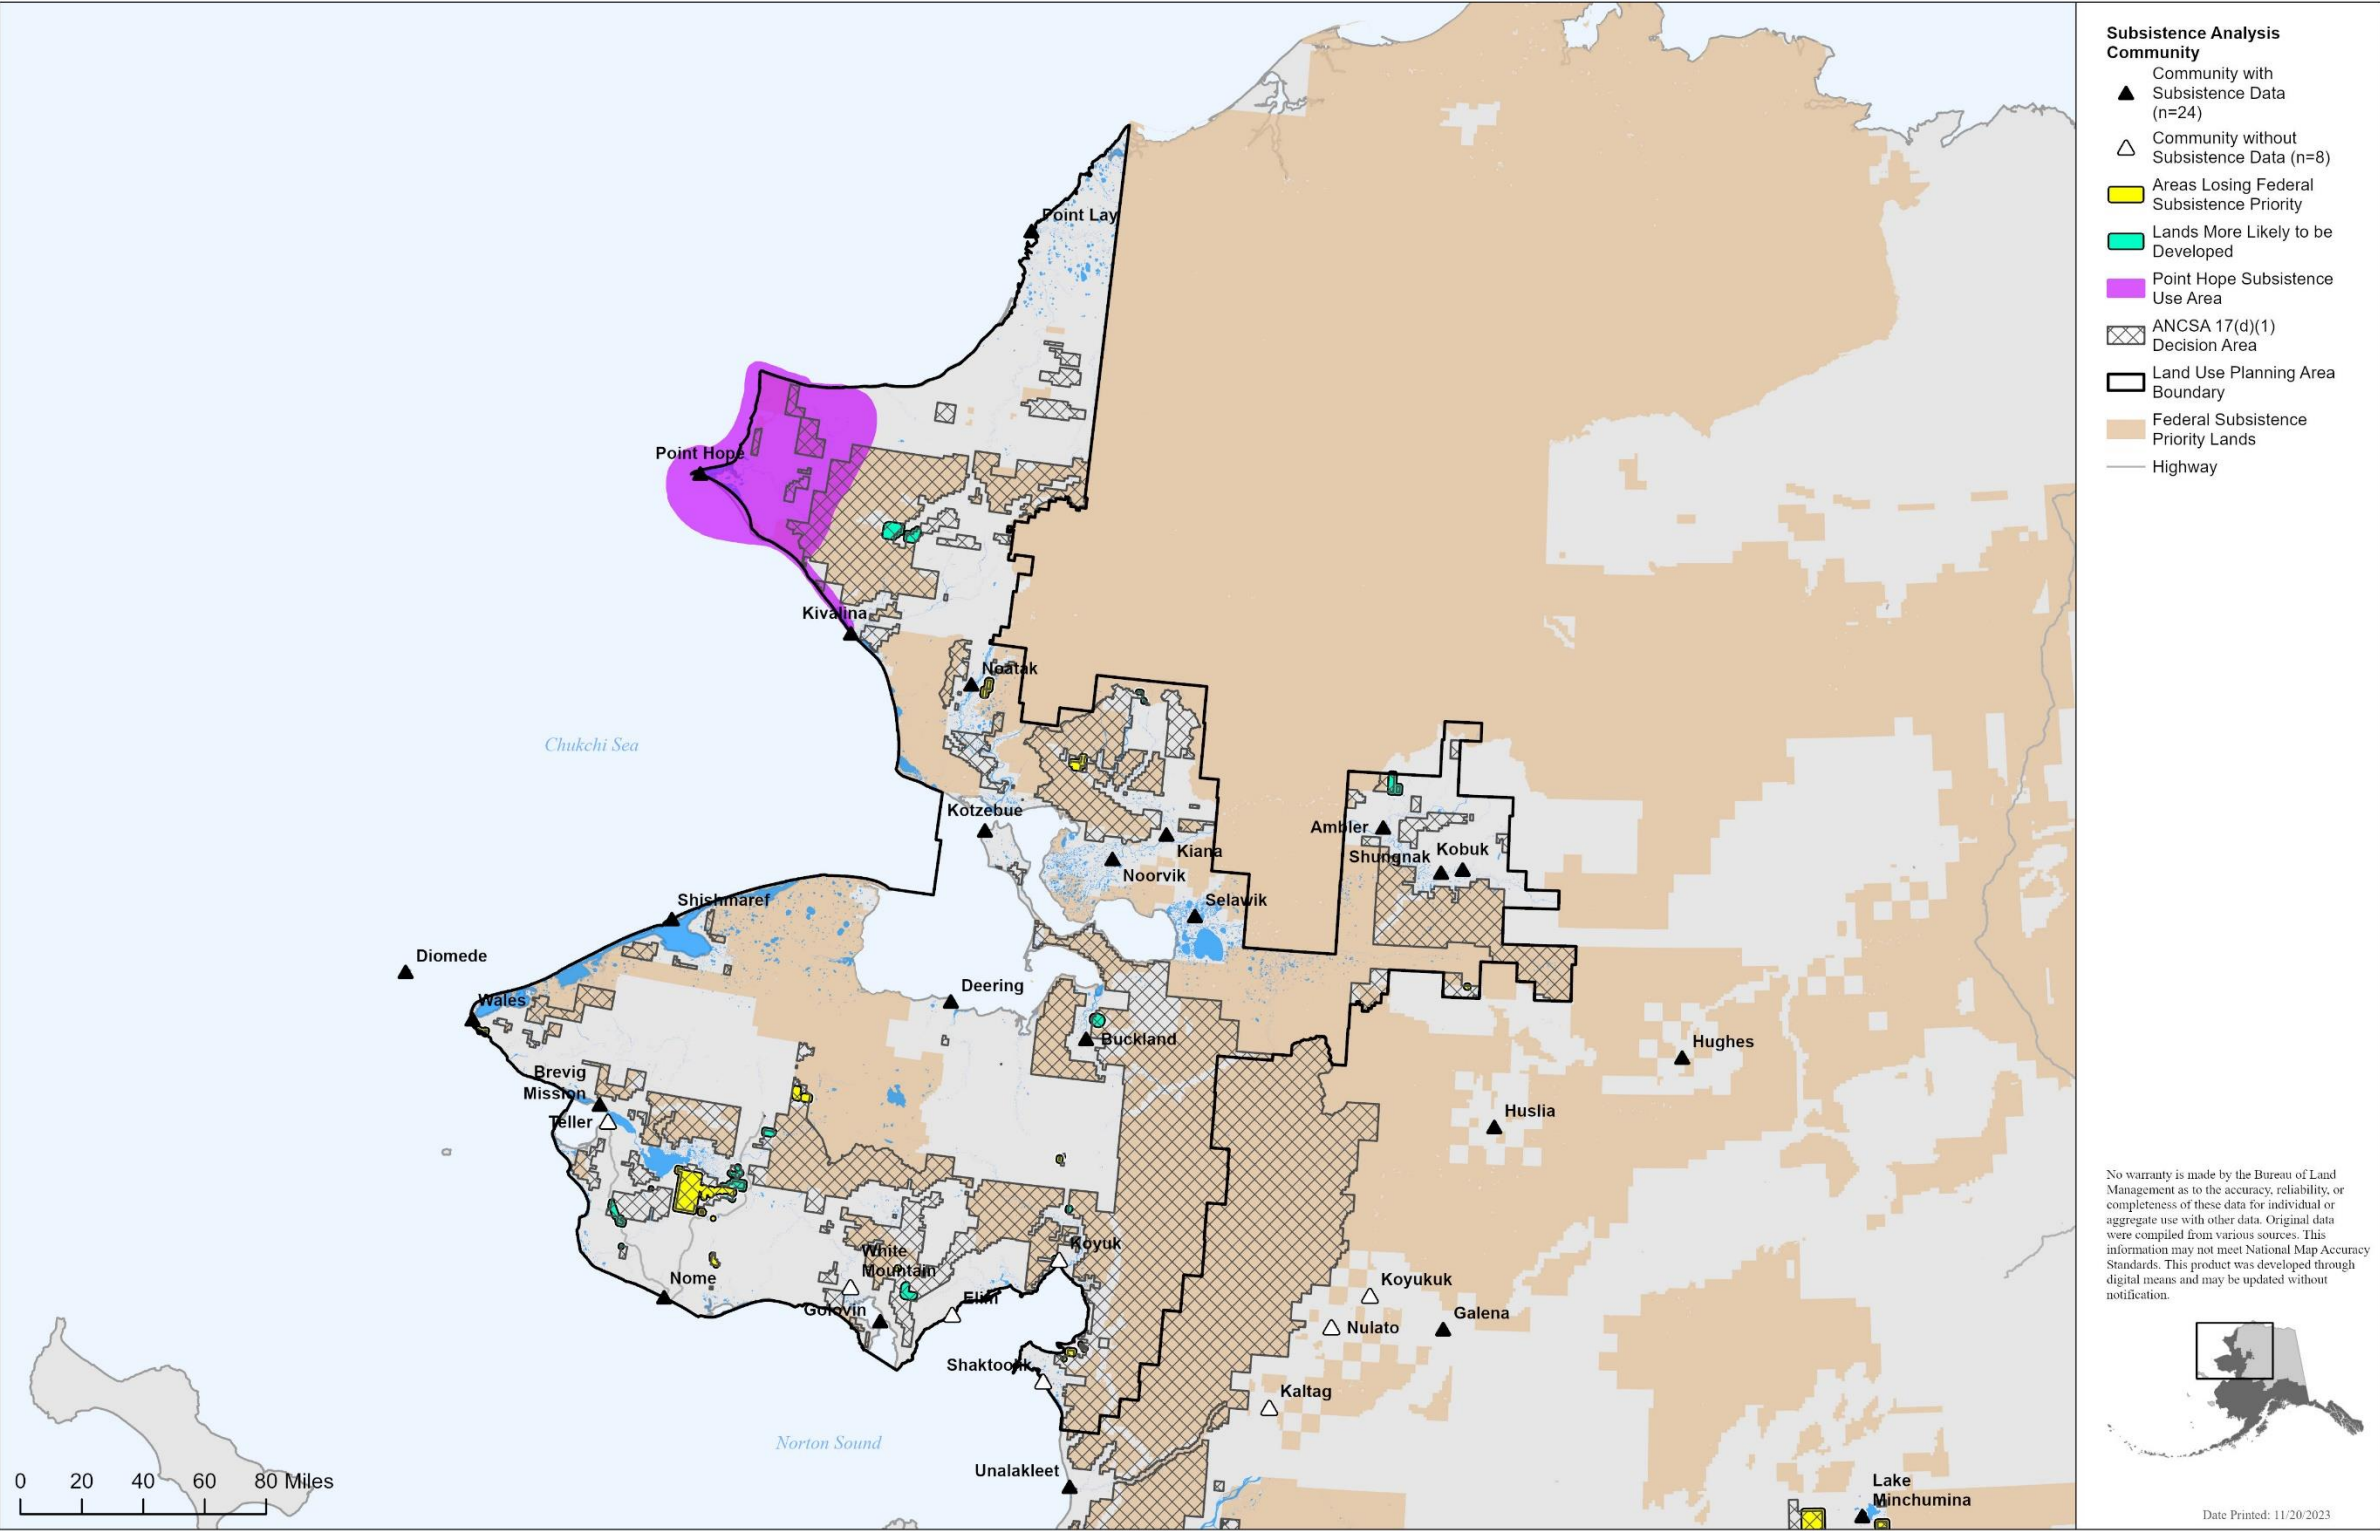 Point Lay
Point Hope
Kivalina
Noatak
Chukchi Sea
Kotzebue
Kiana
Noorvik
Selawik
Ambler
Shungnak
Kobuk
Shishmaref
Diomede
Wales
Deering
Buckland
Hughes
Brevig
Mission
Teller
Huslia
White
Mountain
Koyuk
Nome
Golovin
Elim
Koyukuk
Nulato
Galena
Shaktoolik
Kaltag
Norton Sound
Unalakleet
Lake
Minchumina
0 20 40 60 80 Miles
Subsistence Analysis
Community
Community with
Subsistence Data
(n=24)
Community without
Subsistence Data (n=8)
Areas Losing Federal
Subsistence Priority
Lands More Likely to be
Developed
Point Hope Subsistence
Use Area
ANCSA 17(d)(1)
Decision Area
Land Use Planning Area
Boundary
Federal Subsistence
Priority Lands
Highway
No warranty is made by the Bureau of Land
Management as to the accuracy, reliability, or
completeness of these data for individual or
aggregate use with other data. Original data
were compiled from various sources. This
information may not meet National Map Accuracy
Standards. This product was developed through
digital means and may be updated without
notification.
Date Printed: 11/20/2023